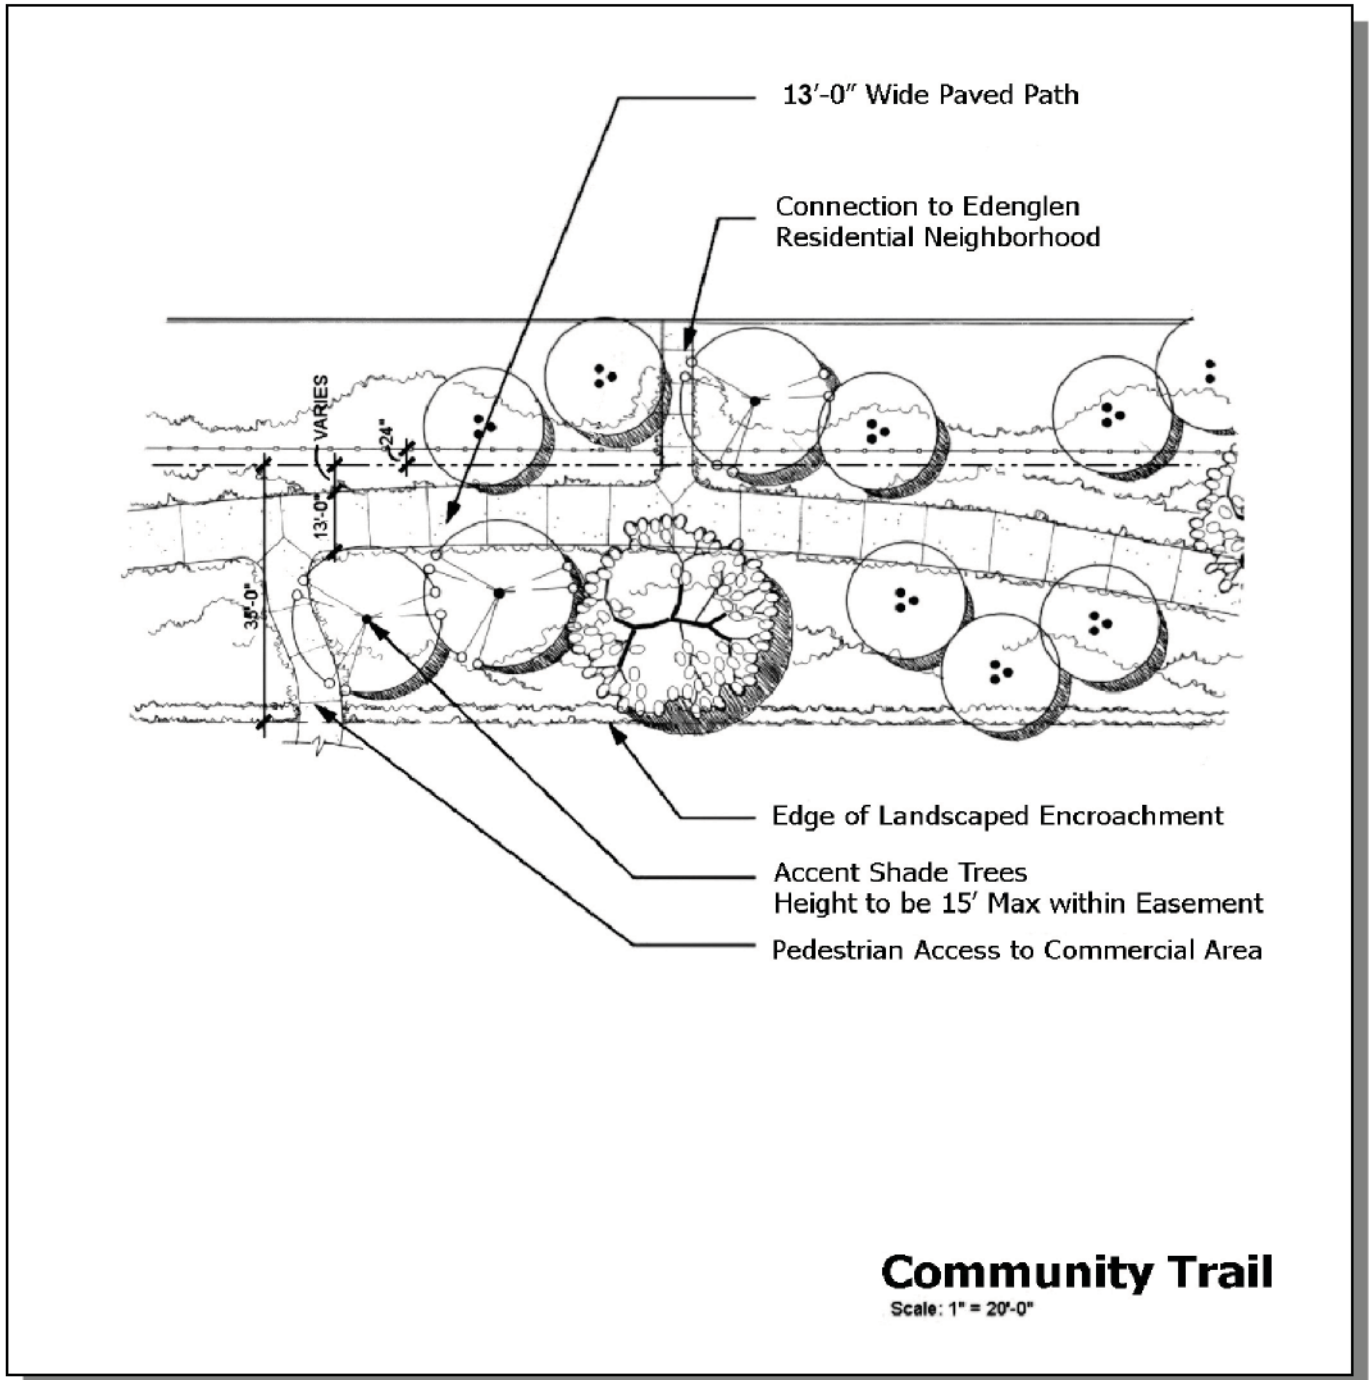 13'-0" Wide Paved Path
Connection to Edenglen
Residential Neighborhood
VARIES
24"
13'-0"
35'-0"
Edge of Landscaped Encroachment
Accent Shade Trees
Height to be 15' Max within Easement
Pedestrian Access to Commercial Area
Community Trail
Scale: 1" = 20'-0"